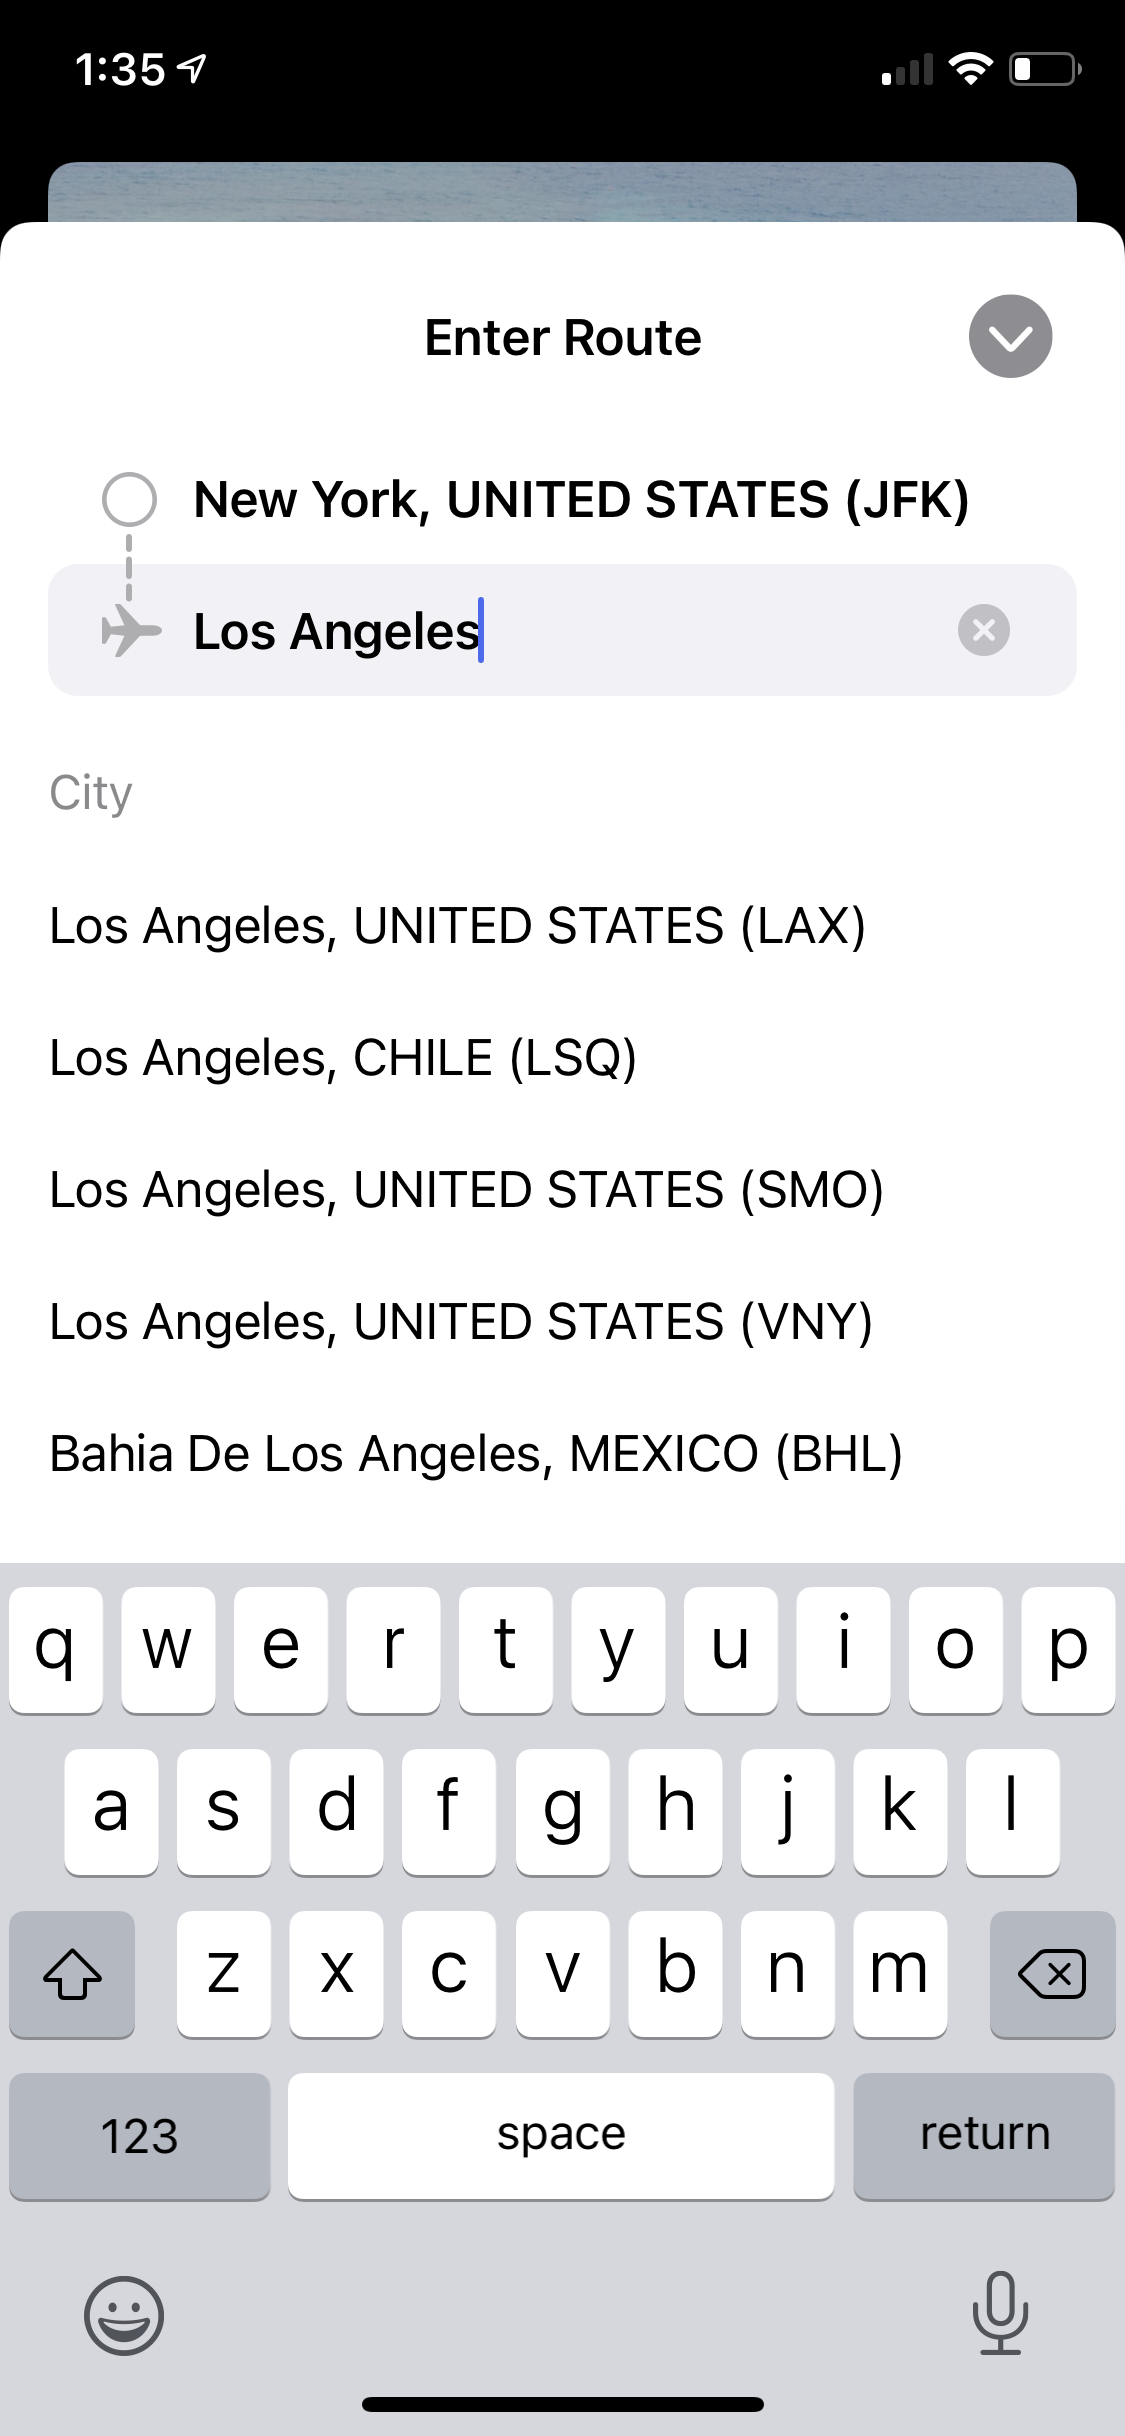 1:35
Enter Route
New York, UNITED STATES (JFK)
Los Angeles
City
Los Angeles, UNITED STATES (LAX)
Los Angeles, CHILE (LSQ)
Los Angeles, UNITED STATES (SMO)
Los Angeles, UNITED STATES (VNY)
Bahia De Los Angeles, MEXICO (BHL)
q w e r t y u i o p
a s d f g h j k l
z x c v b n m
123 space return